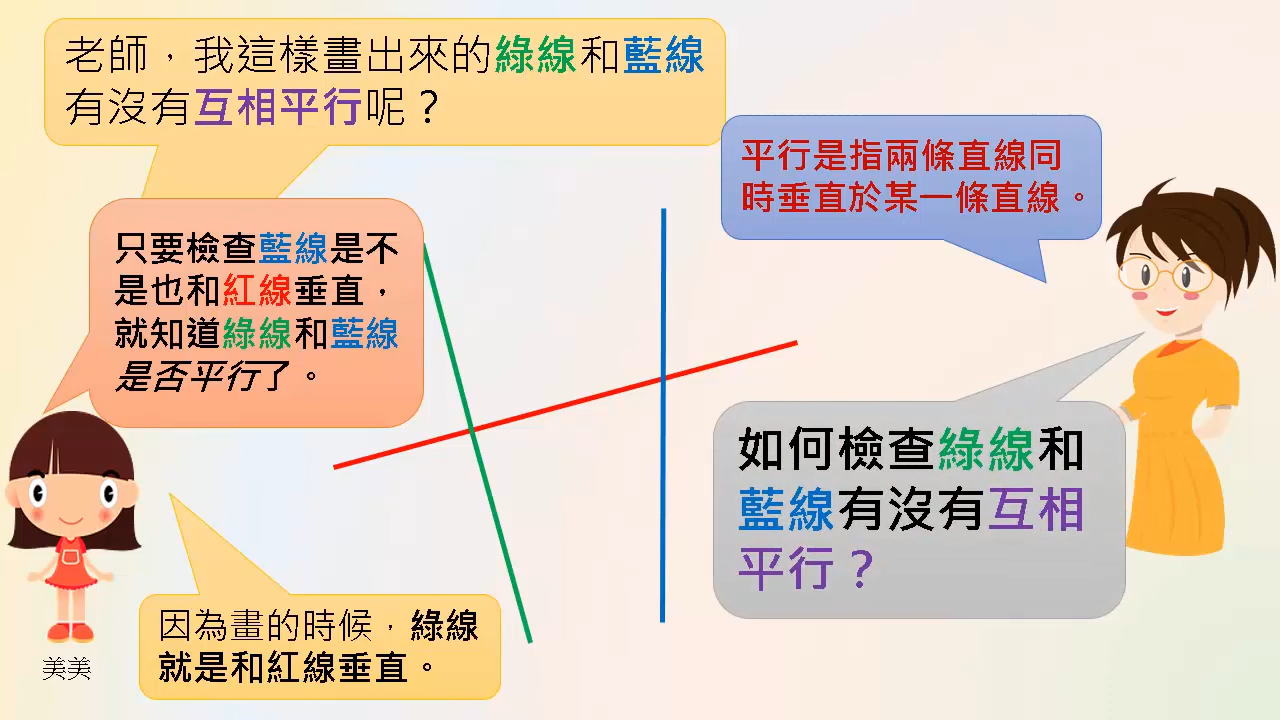 老師，我這樣畫出來的綠線和藍線
有沒有互相平行呢？
平行是指兩條直線同
時垂直於某一條直線。
只要檢查藍線是不
是也和紅線垂直，
就知道綠線和藍線
是否平行了。
如何檢查綠線和
藍線有沒有互相
平行？
因為畫的時候，綠線
就是和紅線垂直。
美美